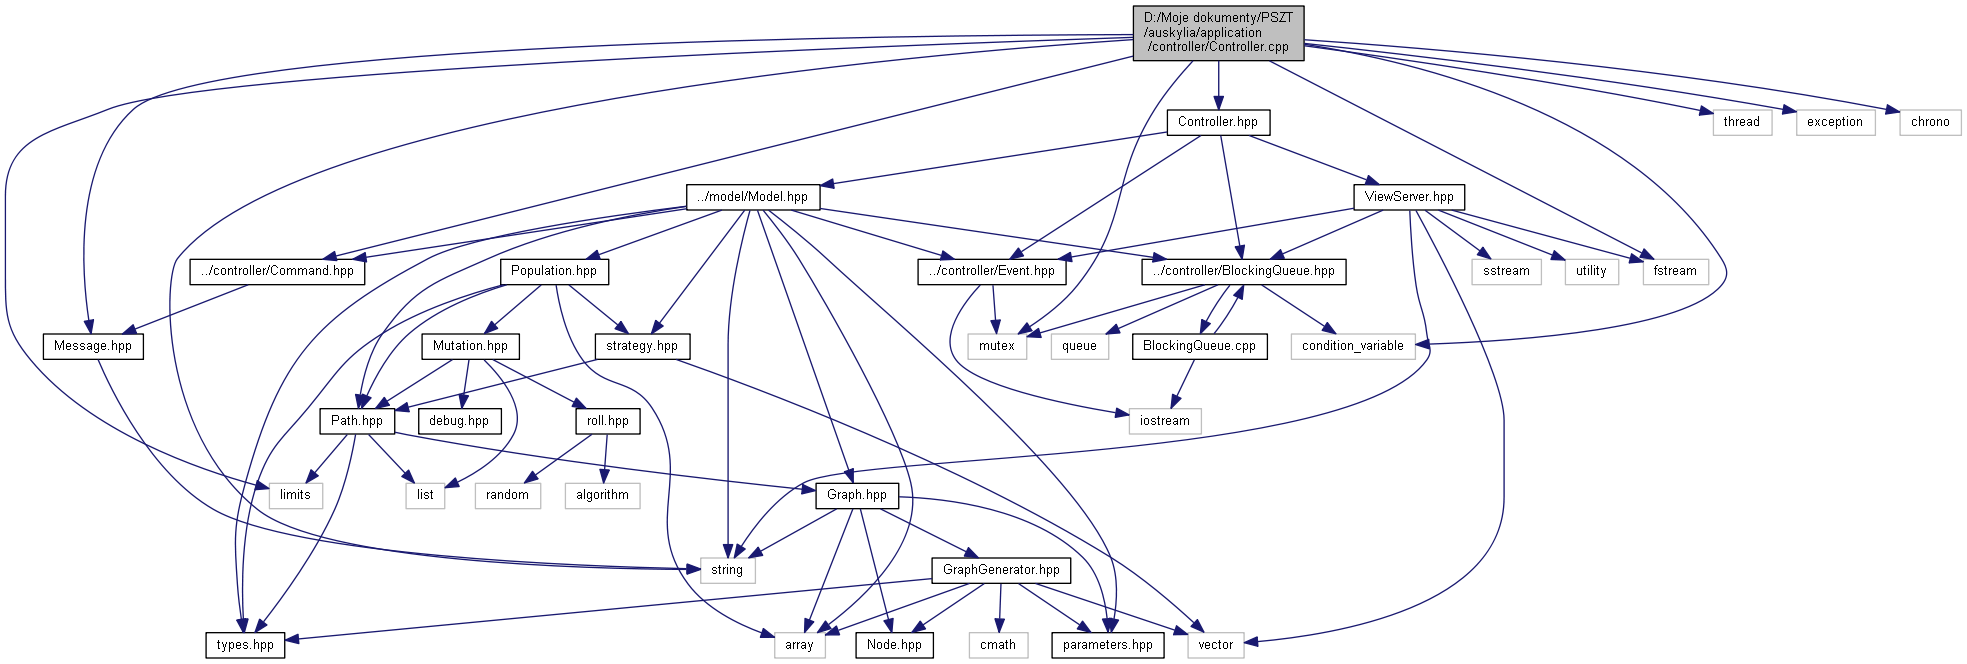 D:/Moje dokumenty/PSZT
/auskylia/application
/controller/Controller.cpp
Controller.hpp
thread
exception
chrono
../model/Model.hpp
ViewServer.hpp
../controller/Command.hpp
Population.hpp
../controller/Event.hpp
../controller/BlockingQueue.hpp
sstream
utility
fstream
Message.hpp
Mutation.hpp
strategy.hpp
mutex
queue
BlockingQueue.cpp
condition_variable
Path.hpp
debug.hpp
roll.hpp
iostream
limits
list
random
algorithm
Graph.hpp
string
GraphGenerator.hpp
types.hpp
array
Node.hpp
cmath
parameters.hpp
vector